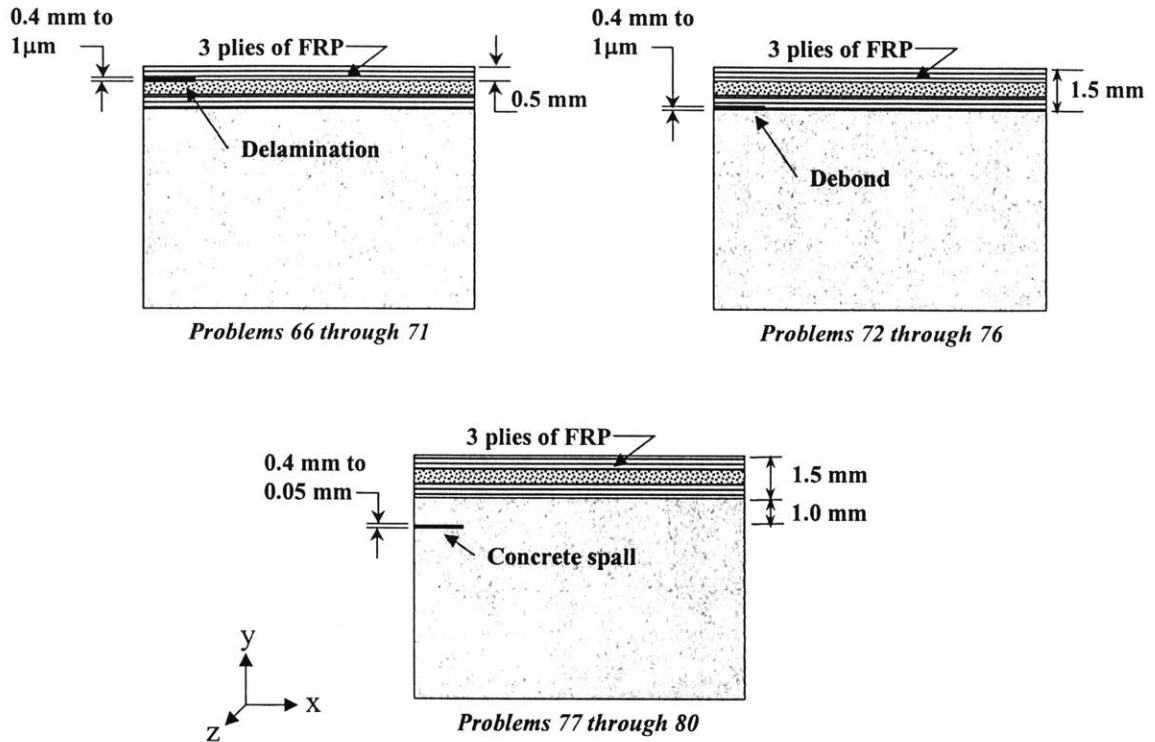 0.4 mm to
1μm
3 plies of FRP
0.5 mm
Delamination
Problems 66 through 71
0.4 mm to
1μm
3 plies of FRP
1.5 mm
Debond
Problems 72 through 76
3 plies of FRP
0.4 mm to
0.05 mm
1.5 mm
1.0 mm
Concrete spall
y
x
z
Problems 77 through 80